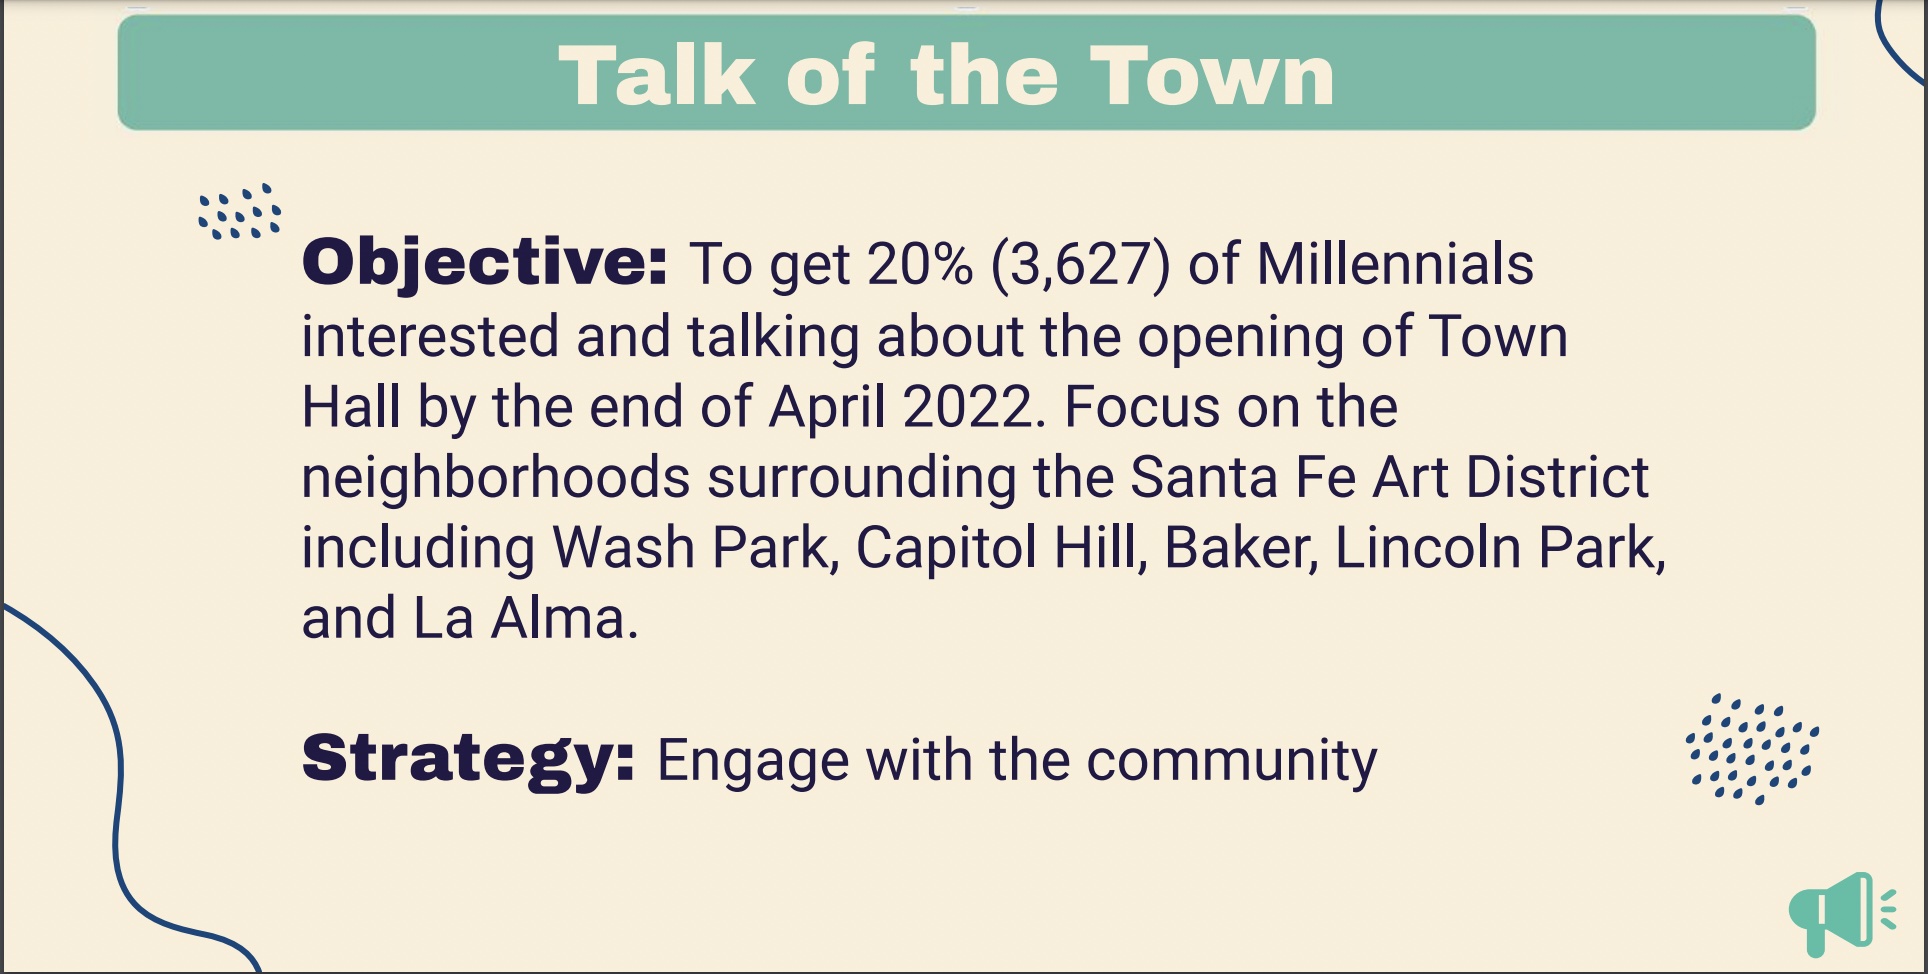 Talk of the Town
Objective: To get 20% (3,627) of Millennials
interested and talking about the opening of Town
Hall by the end of April 2022. Focus on the
neighborhoods surrounding the Santa Fe Art District
including Wash Park, Capitol Hill, Baker, Lincoln Park,
and La Alma.
Strategy: Engage with the community